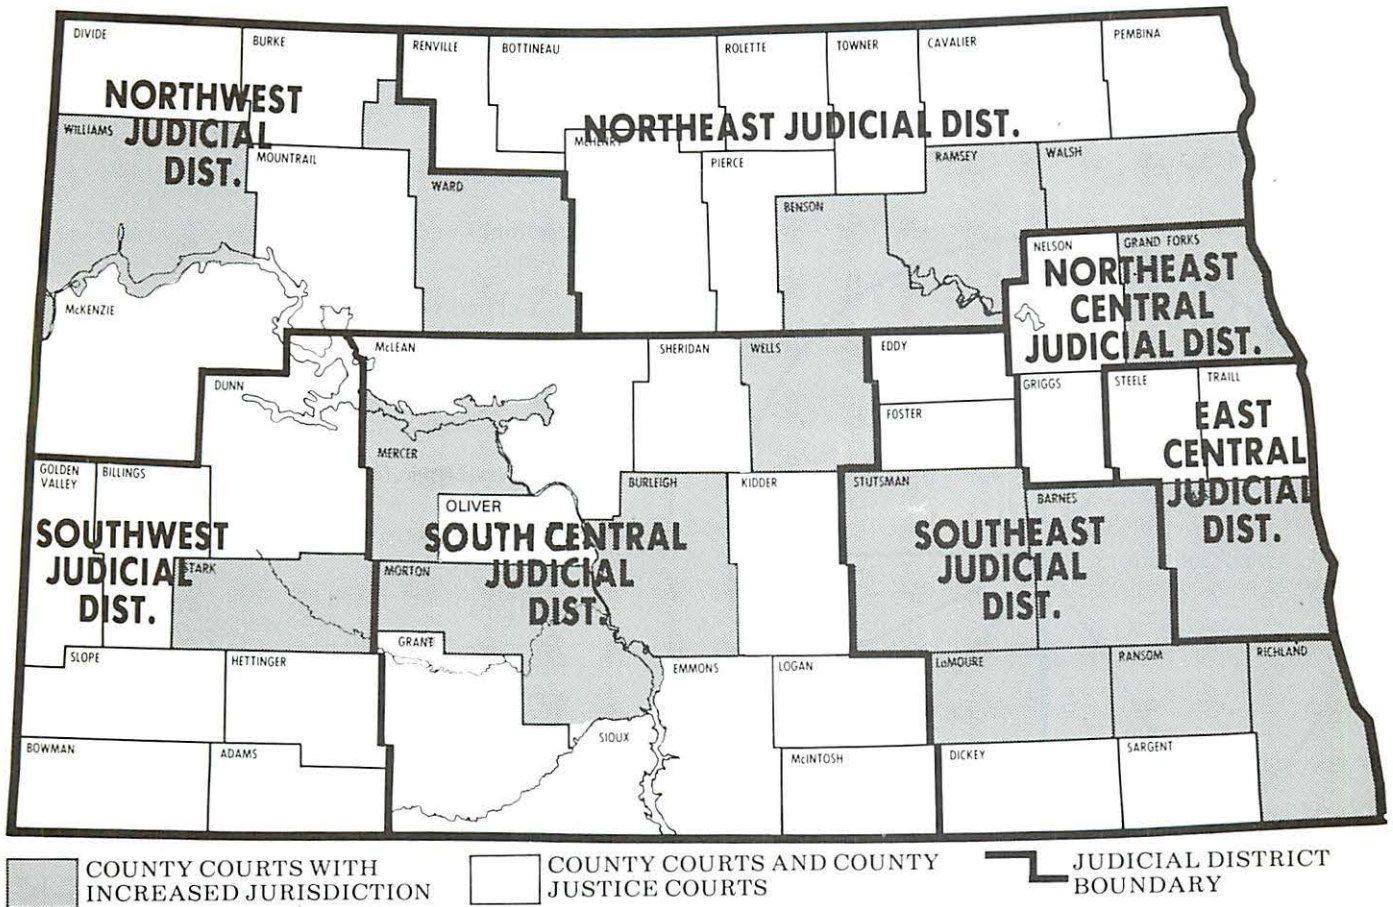 DIVIDE
BURKE
RENVILLE
BOTTINEAU
ROLETTE
TOWNER
CAVALIER
PEMBINA
NORTHWEST
JUDICIAL
DIST.
WILLIAMS
MOUNTRAIL
WARD
NORTHEAST JUDICIAL DIST.
McHENRY
PIERCE
BENSON
RAMSEY
WALSH
NELSON
GRAND FORKS
NORTHEAST
CENTRAL
JUDICIAL DIST.
McKENZIE
DUNN
McLEAN
SHERIDAN
WELLS
EDDY
FOSTER
GRIGGS
STEELE
TRAILL
EAST
CENTRAL
JUDICIAL
DIST.
GOLDEN
VALLEY
BILLINGS
MERCER
OLIVER
BURLEIGH
KIDDER
STUTSMAN
BARNES
SOUTHWEST
JUDICIAL
DIST.
STARK
SOUTH CENTRAL
JUDICIAL
DIST.
MORTON
GRANT
SOUTHEAST
JUDICIAL
DIST.
SLOPE
HETTINGER
EMMONS
LOGAN
LaMOURE
RANSOM
RICHLAND
BOWMAN
ADAMS
SIOUX
McINTOSH
DICKEY
SARGENT
COUNTY COURTS WITH
INCREASED JURISDICTION
COUNTY COURTS AND COUNTY
JUSTICE COURTS
JUDICIAL DISTRICT
BOUNDARY